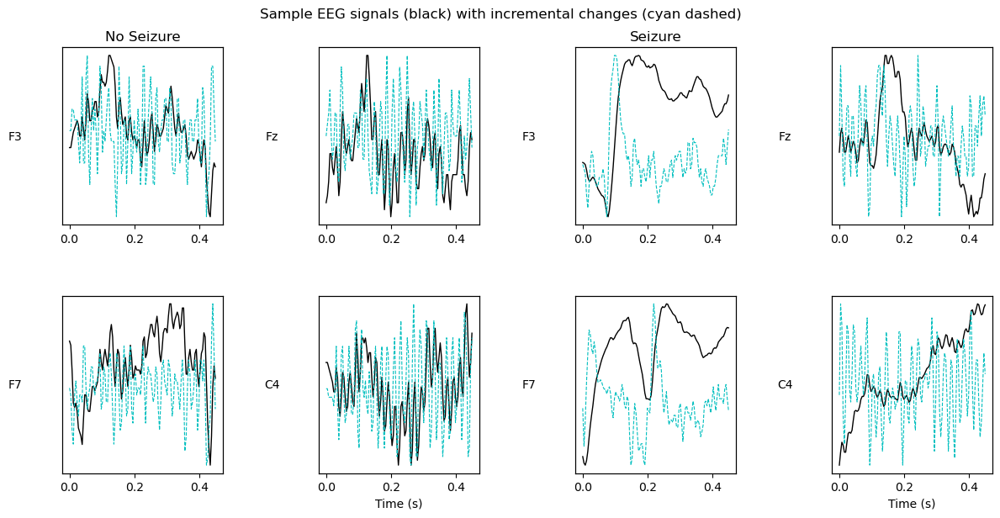 Sample EEG signals (black) with incremental changes (cyan dashed)
No Seizure
Seizure
F3
Fz
F3
Fz
0.0 0.2 0.4
0.0 0.2 0.4
0.0 0.2 0.4
0.0 0.2 0.4
F7
C4
F7
C4
0.0 0.2 0.4
0.0 0.2 0.4
0.0 0.2 0.4
0.0 0.2 0.4
Time (s)
Time (s)